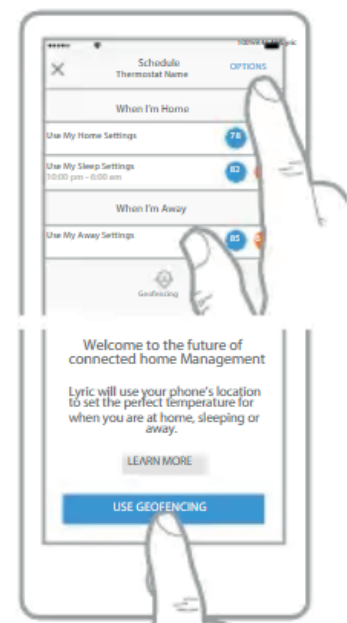 Schedule
Thermostat Name
OPTIONS
When I'm Home
Use My Home Settings
78
Use My Sleep Settings
10:00 pm - 6:00 am
82
When I'm Away
Use My Away Settings
85
Geofencing
Welcome to the future of
connected home Management
Lyric will use your phone's location
to set the perfect temperature for
when you are at home, sleeping or
away.
LEARN MORE
USE GEOFENCING